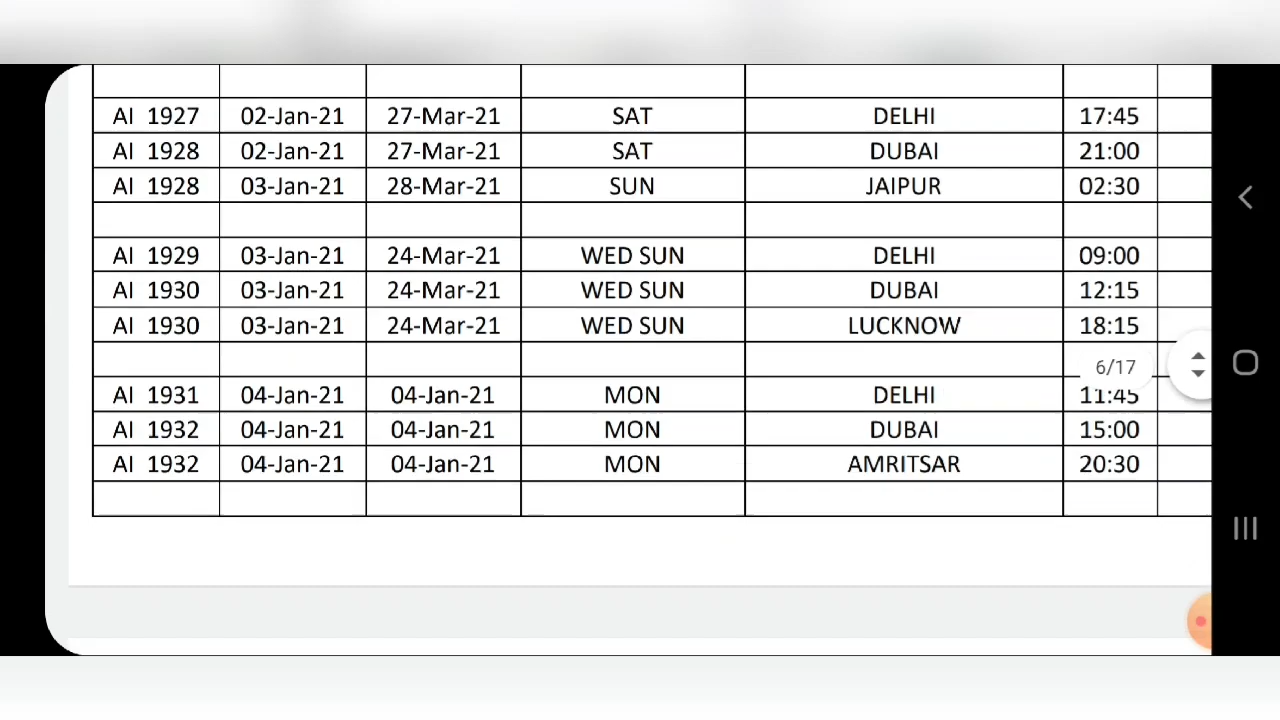 AI 1927 02-Jan-21 27-Mar-21 SAT DELHI 17:45
AI 1928 02-Jan-21 27-Mar-21 SAT DUBAI 21:00
AI 1928 03-Jan-21 28-Mar-21 SUN JAIPUR 02:30
AI 1929 03-Jan-21 24-Mar-21 WED SUN DELHI 09:00
AI 1930 03-Jan-21 24-Mar-21 WED SUN DUBAI 12:15
AI 1930 03-Jan-21 24-Mar-21 WED SUN LUCKNOW 18:15
6/17
AI 1931 04-Jan-21 04-Jan-21 MON DELHI 11:45
AI 1932 04-Jan-21 04-Jan-21 MON DUBAI 15:00
AI 1932 04-Jan-21 04-Jan-21 MON AMRITSAR 20:30